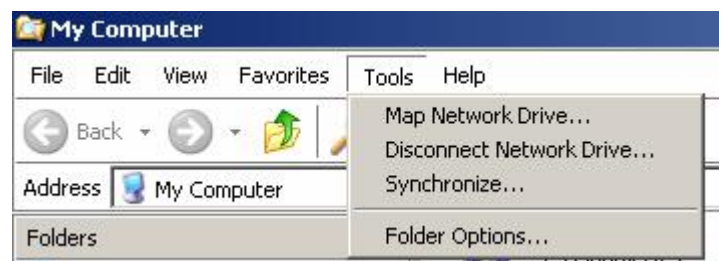 My Computer
File Edit View Favorites Tools Help
Map Network Drive...
Back
Disconnect Network Drive...
Synchronize...
Address My Computer
Folders
Folder Options...